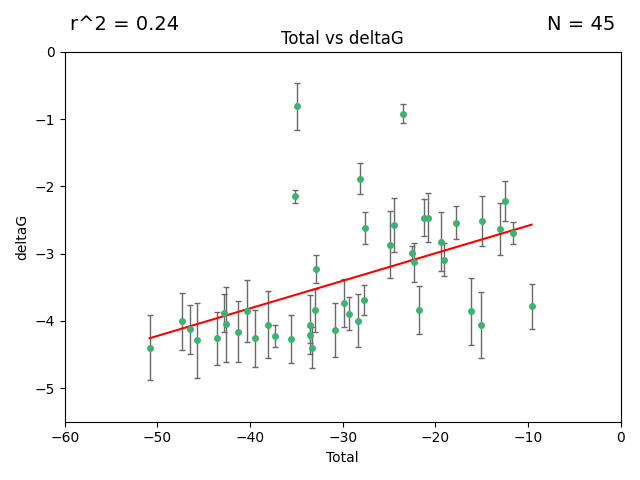 r^2 = 0.24
N = 45
Total vs deltaG
0
−1
−2
−3
−4
−5
deltaG
−60
−50
−40
−30
−20
−10
0
Total